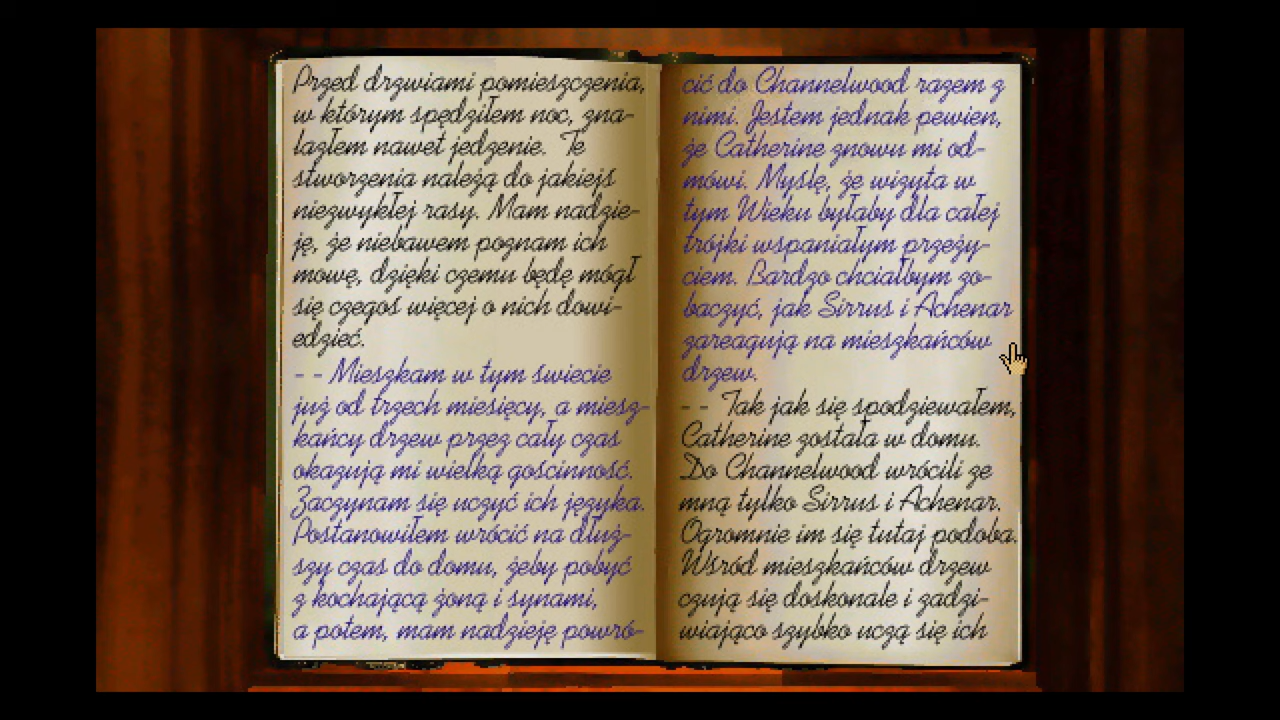 Przed drzwiami pomieszczenia,
w którym spędziłem noc, zna-
lazłem nawet jedzenie. Te
stworzenia należą do jakiejś
niezwykłej rasy. Mam nadzie-
ję, że niebawem poznam ich
mowę, dzięki czemu będę mógł
się czegoś więcej o nich dowi-
edzieć.
-- Mieszkam w tym świecie
już od trzech miesięcy, a miesz-
kańcy drzew przez cały czas
okazują mi wielką gościnność.
Zaczynam się uczyć ich języka.
Postanowiłem wrócić na dłuż-
szy czas do domu, żeby pobyć
z kochającą żoną i synami,
a potem, mam nadzieję powró-
cić do Channelwood razem z
nimi. Jestem jednak pewien,
że Catherine znowu mi od-
mówi. Myślę, że wizyta w
tym Wieku byłaby dla całej
trójki wspaniałym przeży-
ciem. Bardzo chciałbym zo-
baczyć, jak Sirrus i Achenar
zareagują na mieszkańców
drzew.
-- Tak jak się spodziewałem,
Catherine została w domu.
Do Channelwood wrócili ze
mną tylko Sirrus i Achenar.
Ogromnie im się tutaj podoba.
Wśród mieszkańców drzew
czują się doskonale i zadzi-
wiająco szybko uczą się ich